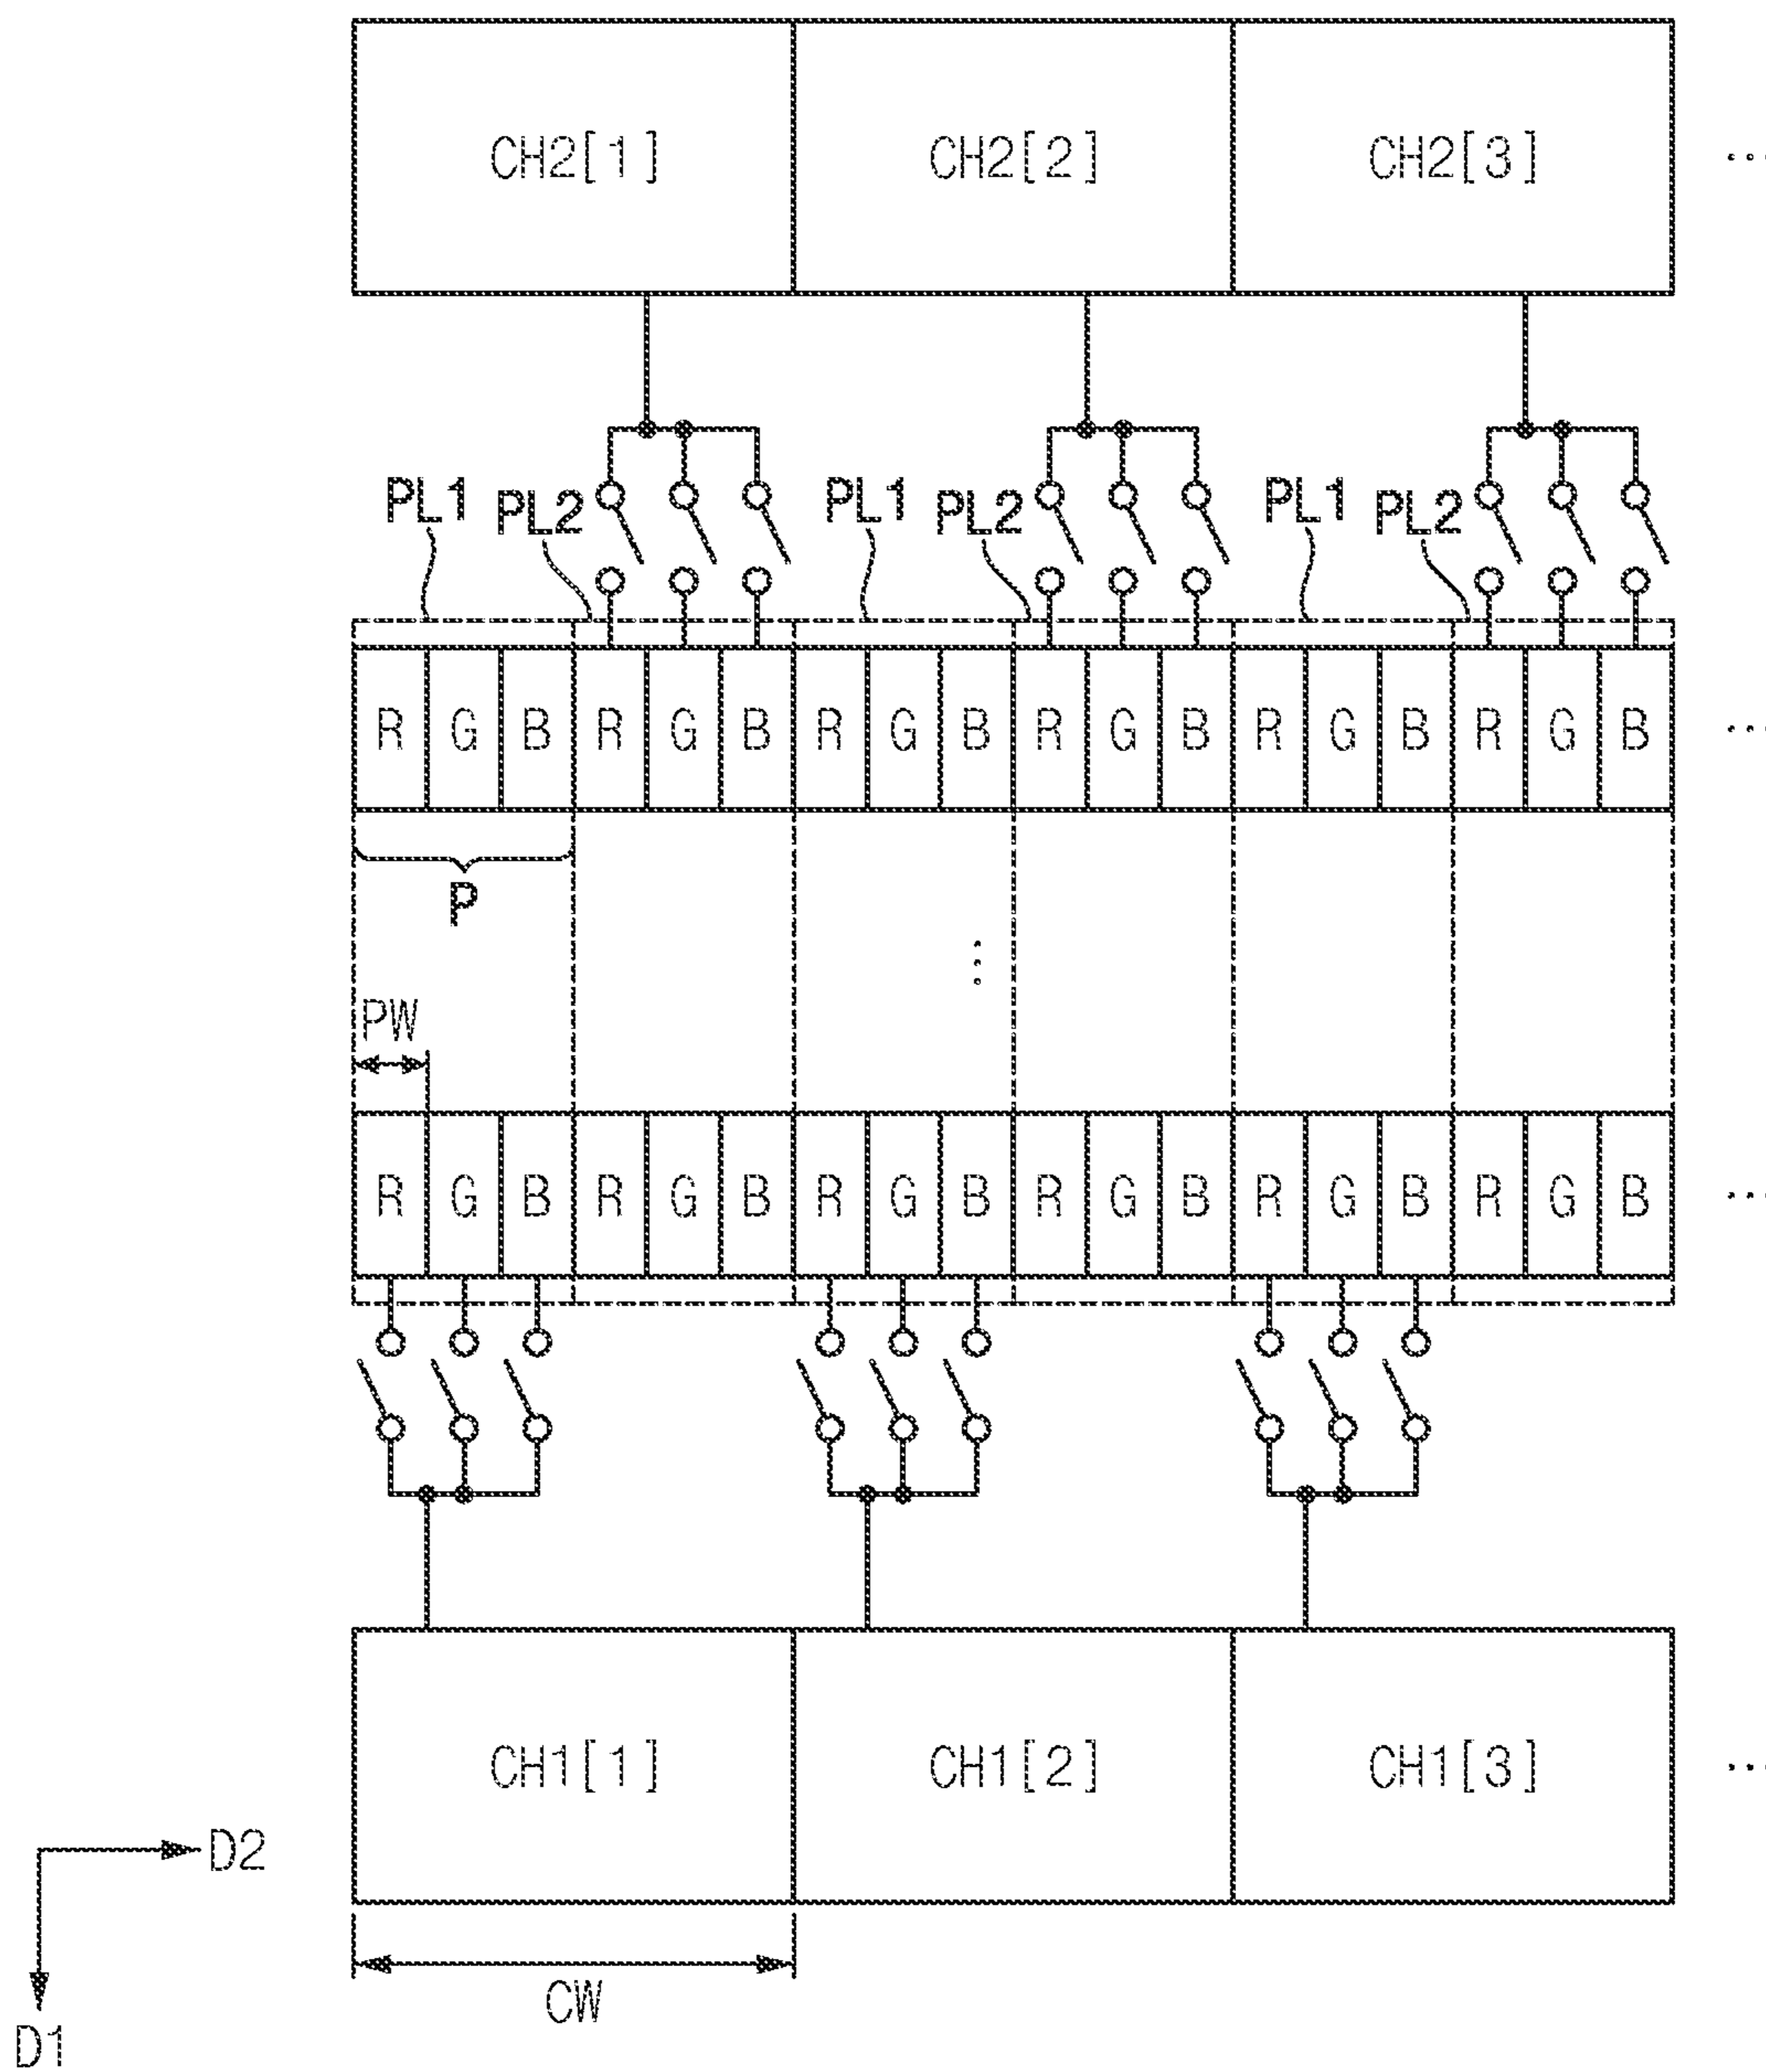 CH2[1] CH2[2] CH2[3] ...
PL1 PL2 PL1 PL2 PL1 PL2
R G B R G B R G B R G B R G B R G B ...
P
...
PW
R G B R G B R G B R G B R G B R G B ...
CH1[1] CH1[2] CH1[3] ...
D2
CW
D1